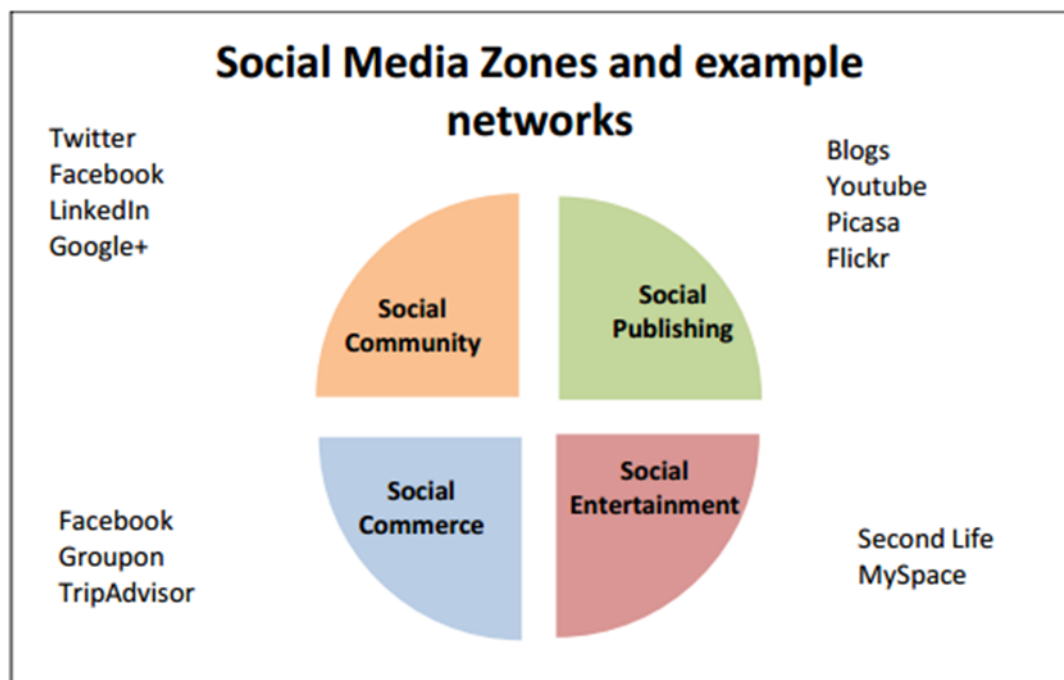 Social Media Zones and example
networks
Twitter
Facebook
LinkedIn
Google+
Blogs
Youtube
Picasa
Flickr
Social
Community
Social
Publishing
Social
Commerce
Social
Entertainment
Facebook
Groupon
TripAdvisor
Second Life
MySpace